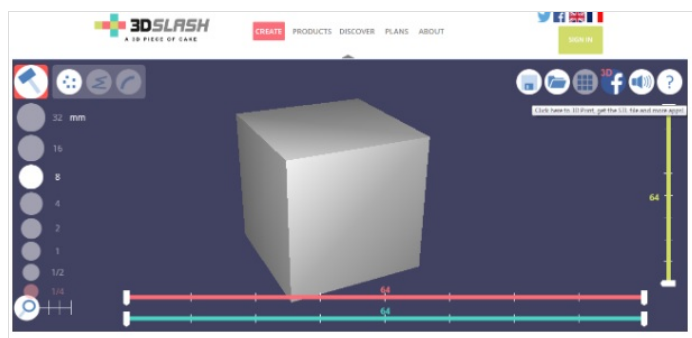 3DSLASH
A 3D PIECE OF CAKE
CREATE PRODUCTS DISCOVER PLANS ABOUT
SIGN IN
3D
?
Click here to 3D Print, get the STL file and more apps!
32 mm
16
8
4
2
1
1/2
1/4
64
64
64